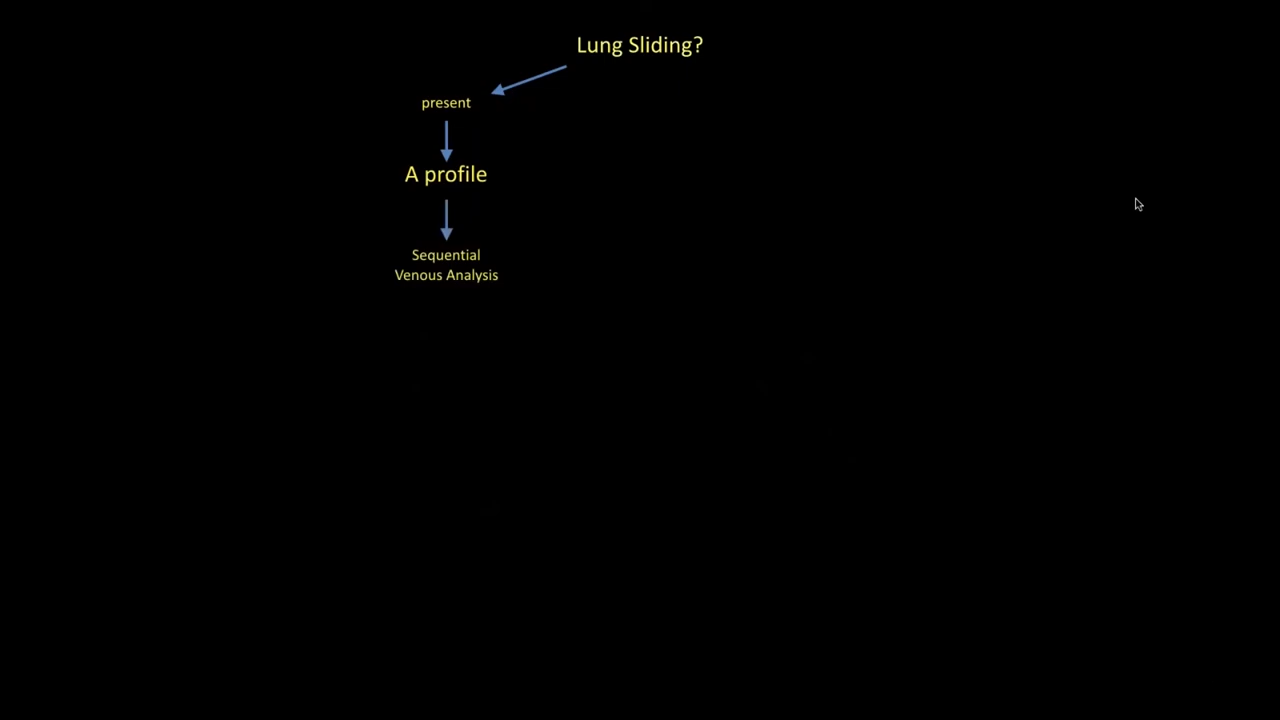 Lung Sliding?
present
A profile
Sequential
Venous Analysis